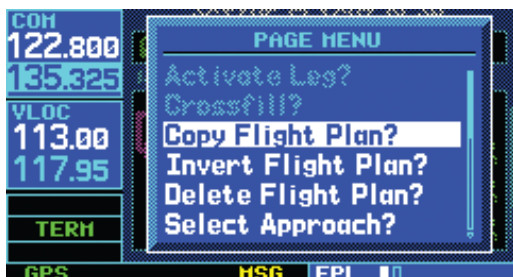 COM
122.800
135.325
VLOC
113.00
117.95
TERM
GPS
PAGE MENU
Activate Leg?
Crossfill?
Copy Flight Plan?
Invert Flight Plan?
Delete Flight Plan?
Select Approach?
MSG
FPL